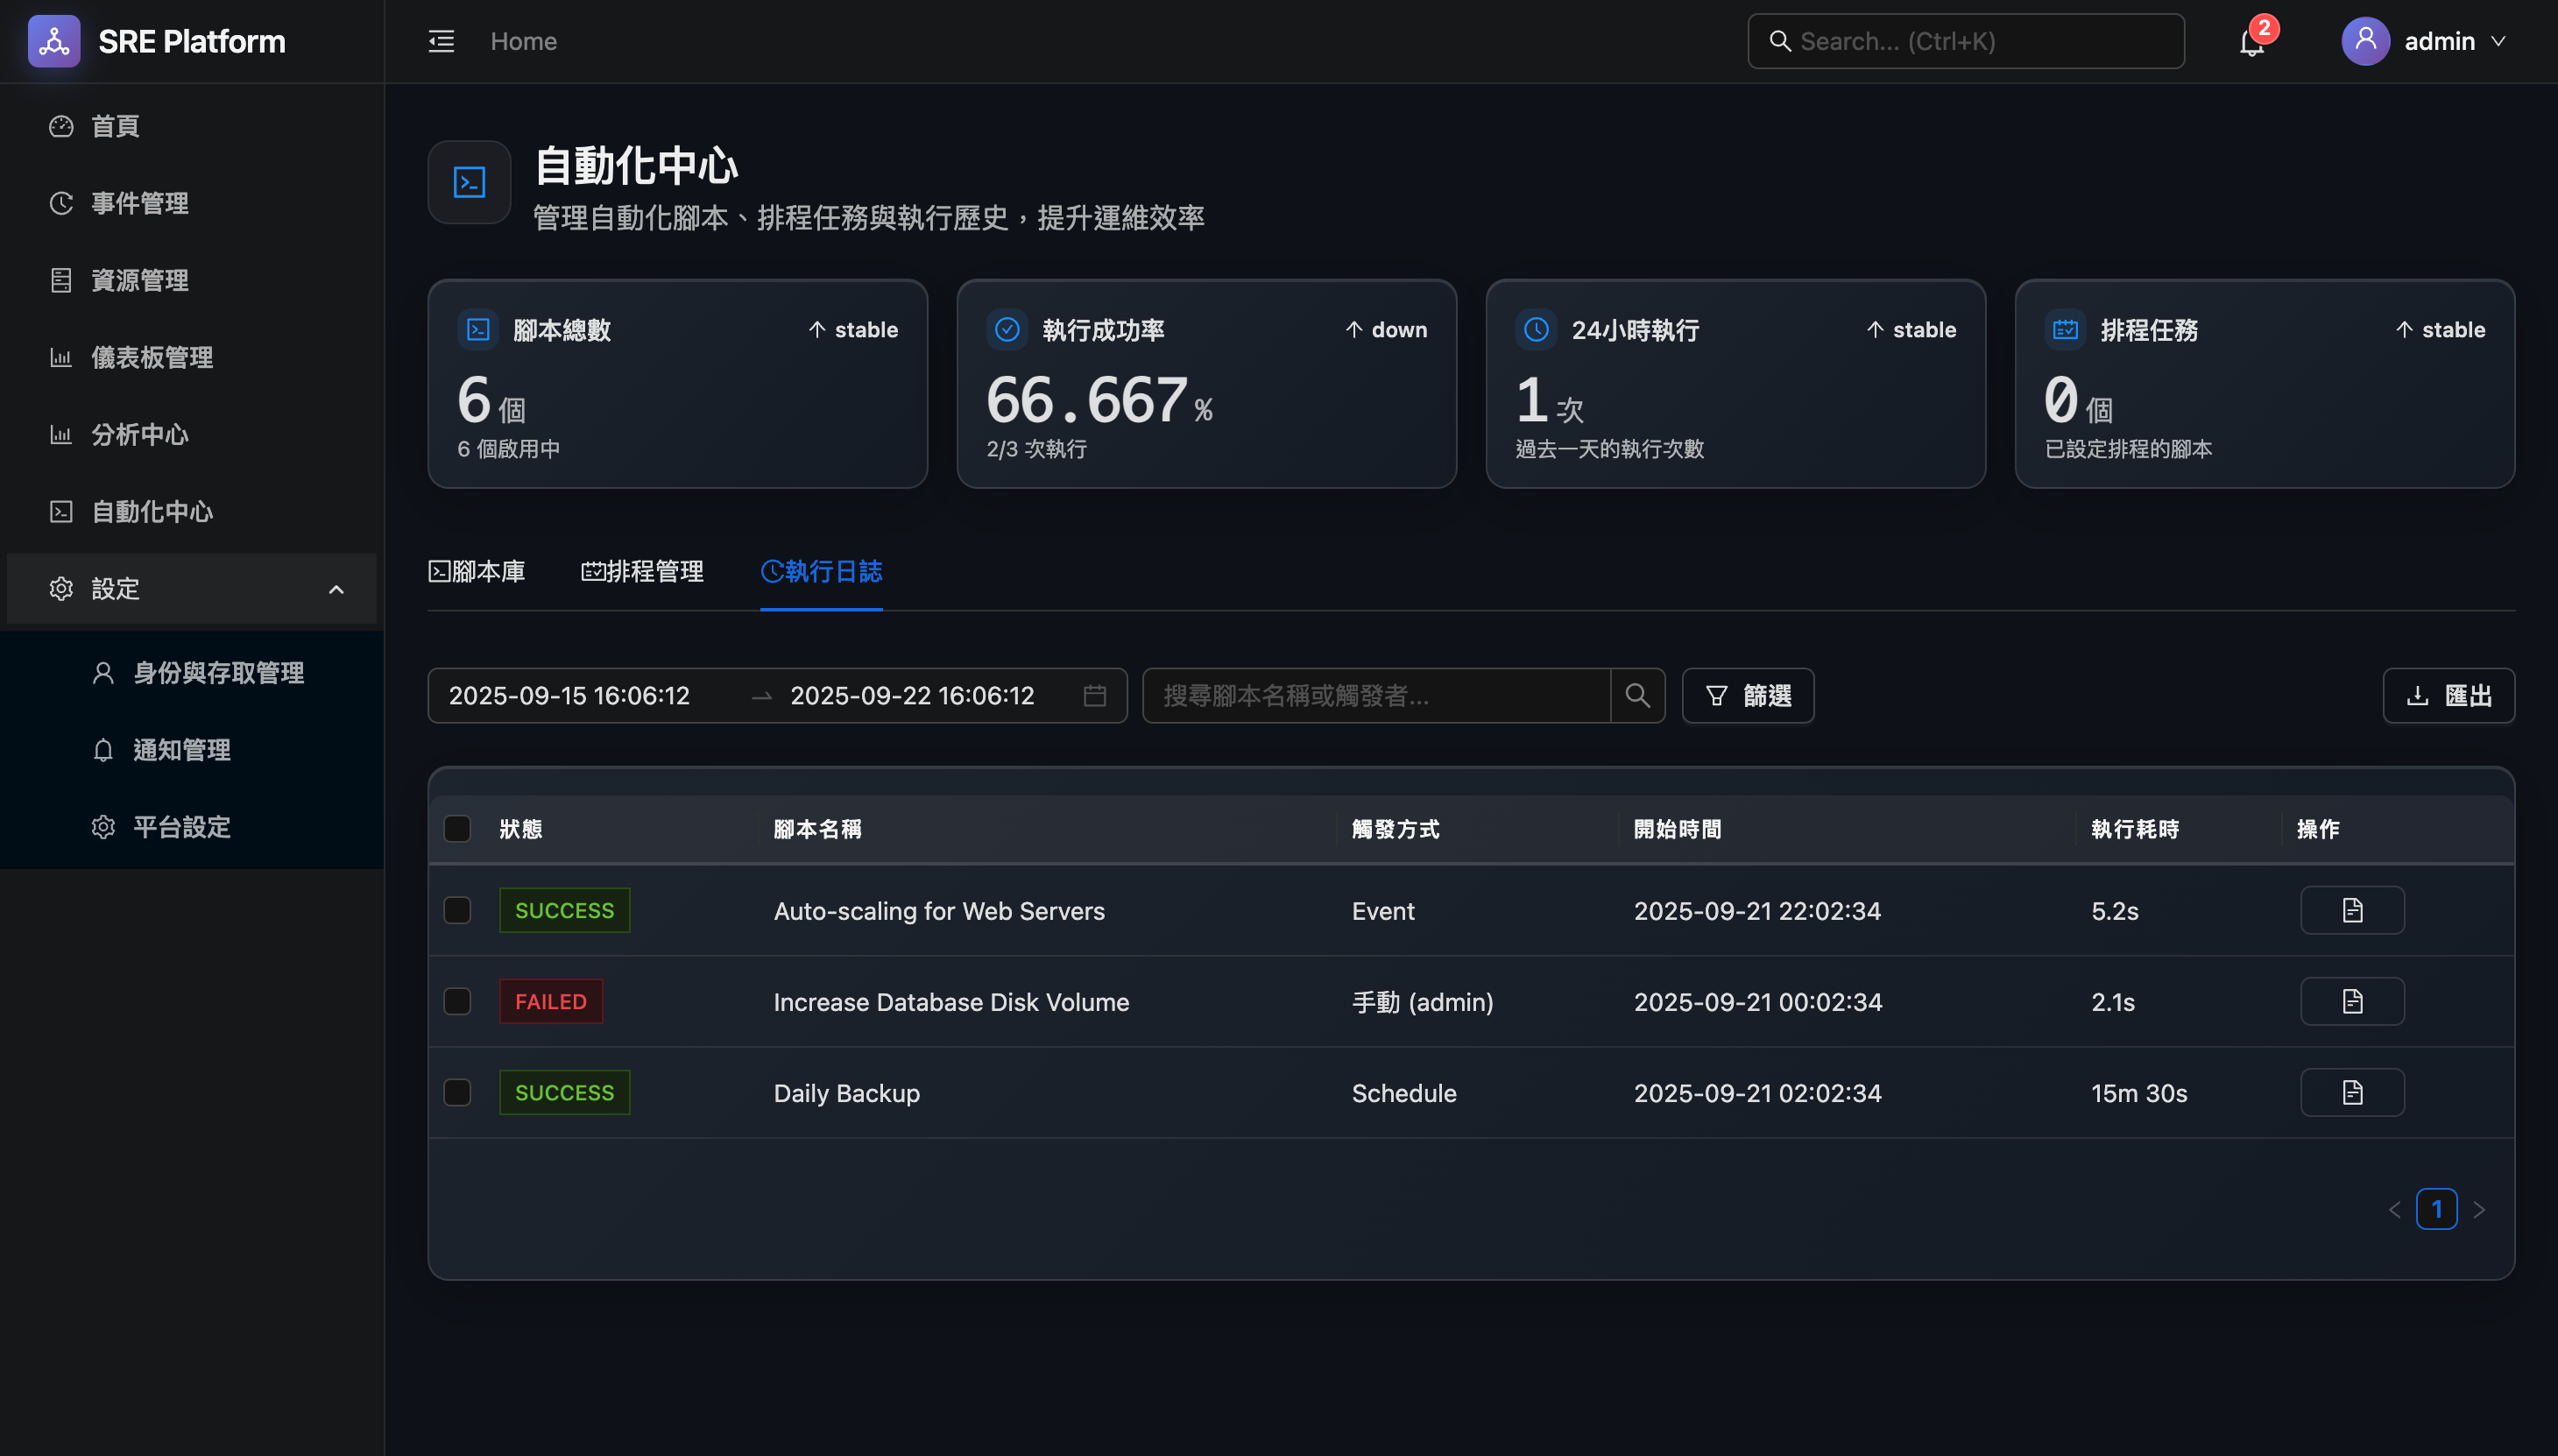 SRE Platform
Home
Search... (Ctrl+K)
2
admin
首頁
事件管理
資源管理
儀表板管理
分析中心
自動化中心
設定
身份與存取管理
通知管理
平台設定
自動化中心
管理自動化腳本、排程任務與執行歷史，提升運維效率
腳本總數 stable
6 個
6 個啟用中
執行成功率 down
66.667 %
2/3 次執行
24小時執行 stable
1 次
過去一天的執行次數
排程任務 stable
0 個
已設定排程的腳本
腳本庫 排程管理 執行日誌
2025-09-15 16:06:12 2025-09-22 16:06:12 搜尋腳本名稱或觸發者... 篩選 匯出
狀態 腳本名稱 觸發方式 開始時間 執行耗時 操作
SUCCESS Auto-scaling for Web Servers Event 2025-09-21 22:02:34 5.2s
FAILED Increase Database Disk Volume 手動 (admin) 2025-09-21 00:02:34 2.1s
SUCCESS Daily Backup Schedule 2025-09-21 02:02:34 15m 30s
1